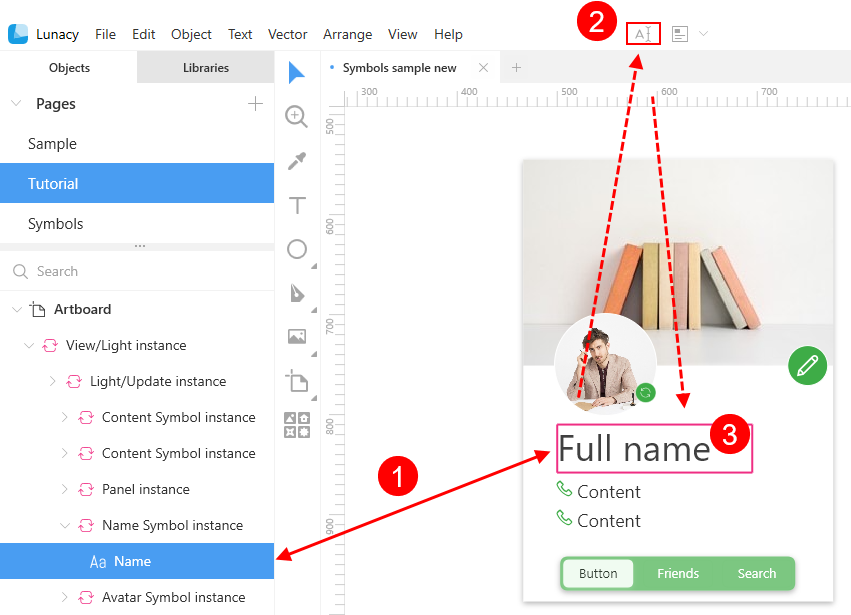 Lunacy File Edit Object Text Vector Arrange View Help
2
A
Objects Libraries
Symbols sample new
Pages
300 400 500 600 700
Sample
500
Tutorial
Symbols
600
Search
Artboard
View/Light instance
700
Light/Update instance
Content Symbol instance
800
Content Symbol instance
Full name
3
1
Panel instance
Content
Name Symbol instance
900
Content
Aa Name
Button Friends Search
Avatar Symbol instance
T